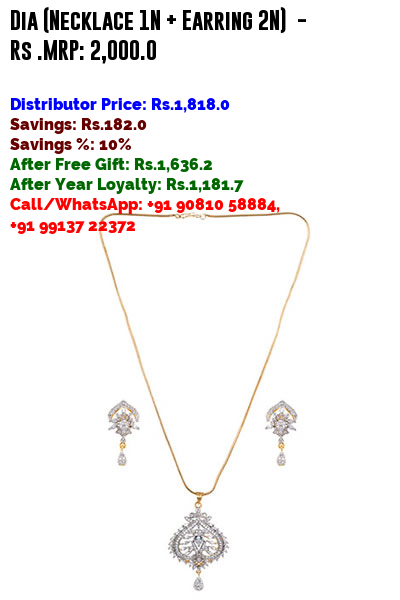 Dia (Necklace 1N + Earring 2N) -
Rs .MRP: 2,000.0
Distributor Price: Rs.1,818.0
Savings: Rs.182.0
Savings %: 10%
After Free Gift: Rs.1,636.2
After Year Loyalty: Rs.1,181.7
Call/WhatsApp: +91 90810 58884,
+91 99137 22372